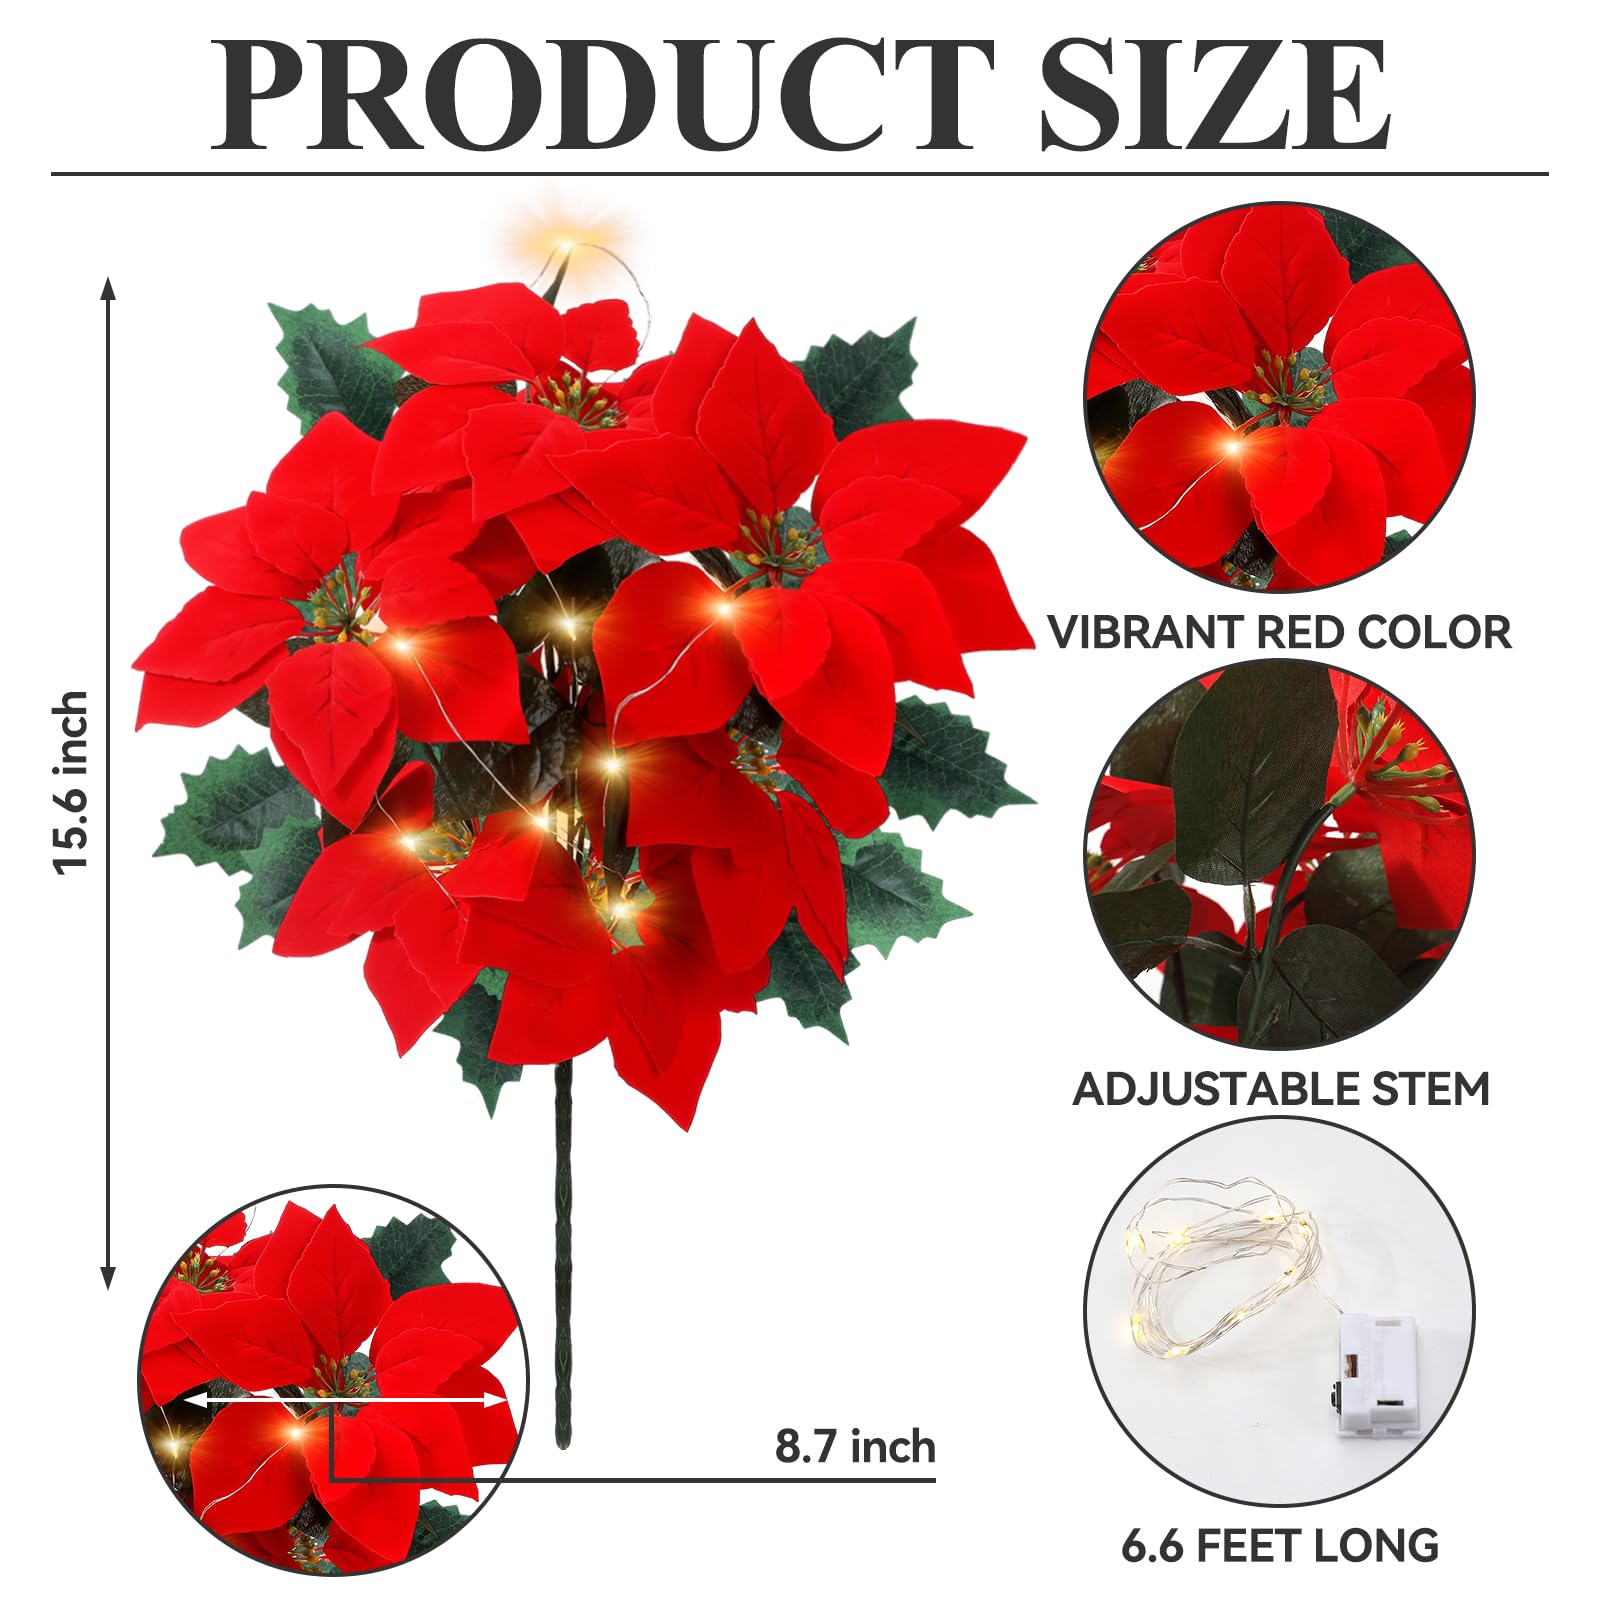 PRODUCT SIZE
15.6 inch
VIBRANT RED COLOR
ADJUSTABLE STEM
8.7 inch
6.6 FEET LONG